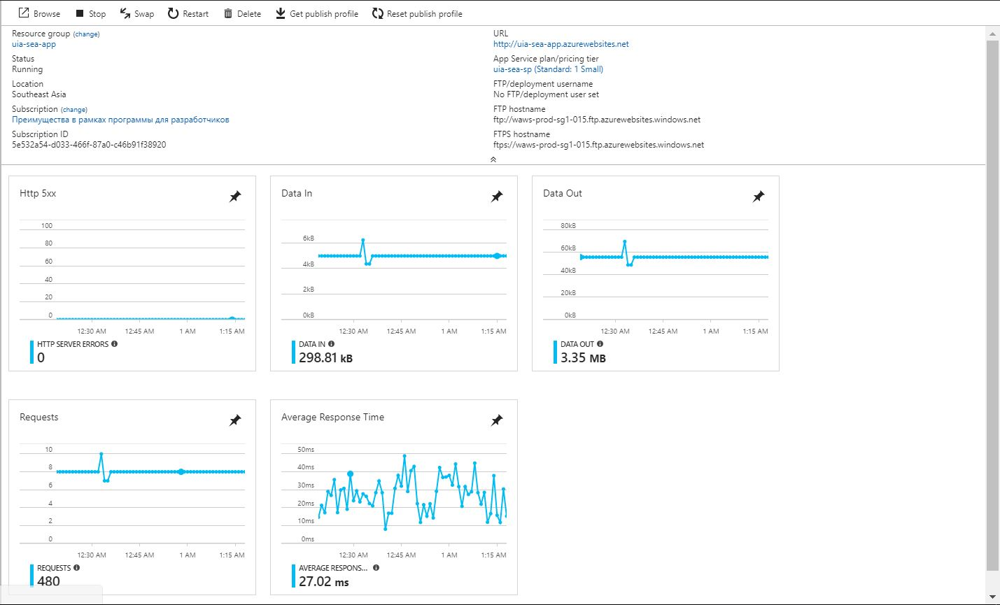 Browse Stop Swap Restart Delete Get publish profile Reset publish profile
Resource group (change)
uia-sea-app
Status
Running
Location
Southeast Asia
Subscription (change)
Преимущества в рамках программы для разработчиков
Subscription ID
5e532a54-d033-466f-87a0-c46b91f38920
URL
http://uia-sea-app.azurewebsites.net
App Service plan/pricing tier
uia-sea-sp (Standard: 1 Small)
FTP/deployment username
No FTP/deployment user set
FTP hostname
ftp://waws-prod-sg1-015.ftp.azurewebsites.windows.net
FTPS hostname
ftps://waws-prod-sg1-015.ftp.azurewebsites.windows.net
Http 5xx
100
80
60
40
20
0
12:30 AM 12:45 AM 1 AM 1:15 AM
HTTP SERVER ERRORS
0
Data In
6kB
4kB
2kB
0kB
12:30 AM 12:45 AM 1 AM 1:15 AM
DATA IN
298.81 kB
Data Out
80kB
60kB
40kB
20kB
0kB
12:30 AM 12:45 AM 1 AM 1:15 AM
DATA OUT
3.35 MB
Requests
10
8
6
4
2
0
12:30 AM 12:45 AM 1 AM 1:15 AM
REQUESTS
480
Average Response Time
50ms
40ms
30ms
20ms
10ms
0ms
12:30 AM 12:45 AM 1 AM 1:15 AM
AVERAGE RESPONS...
27.02 ms